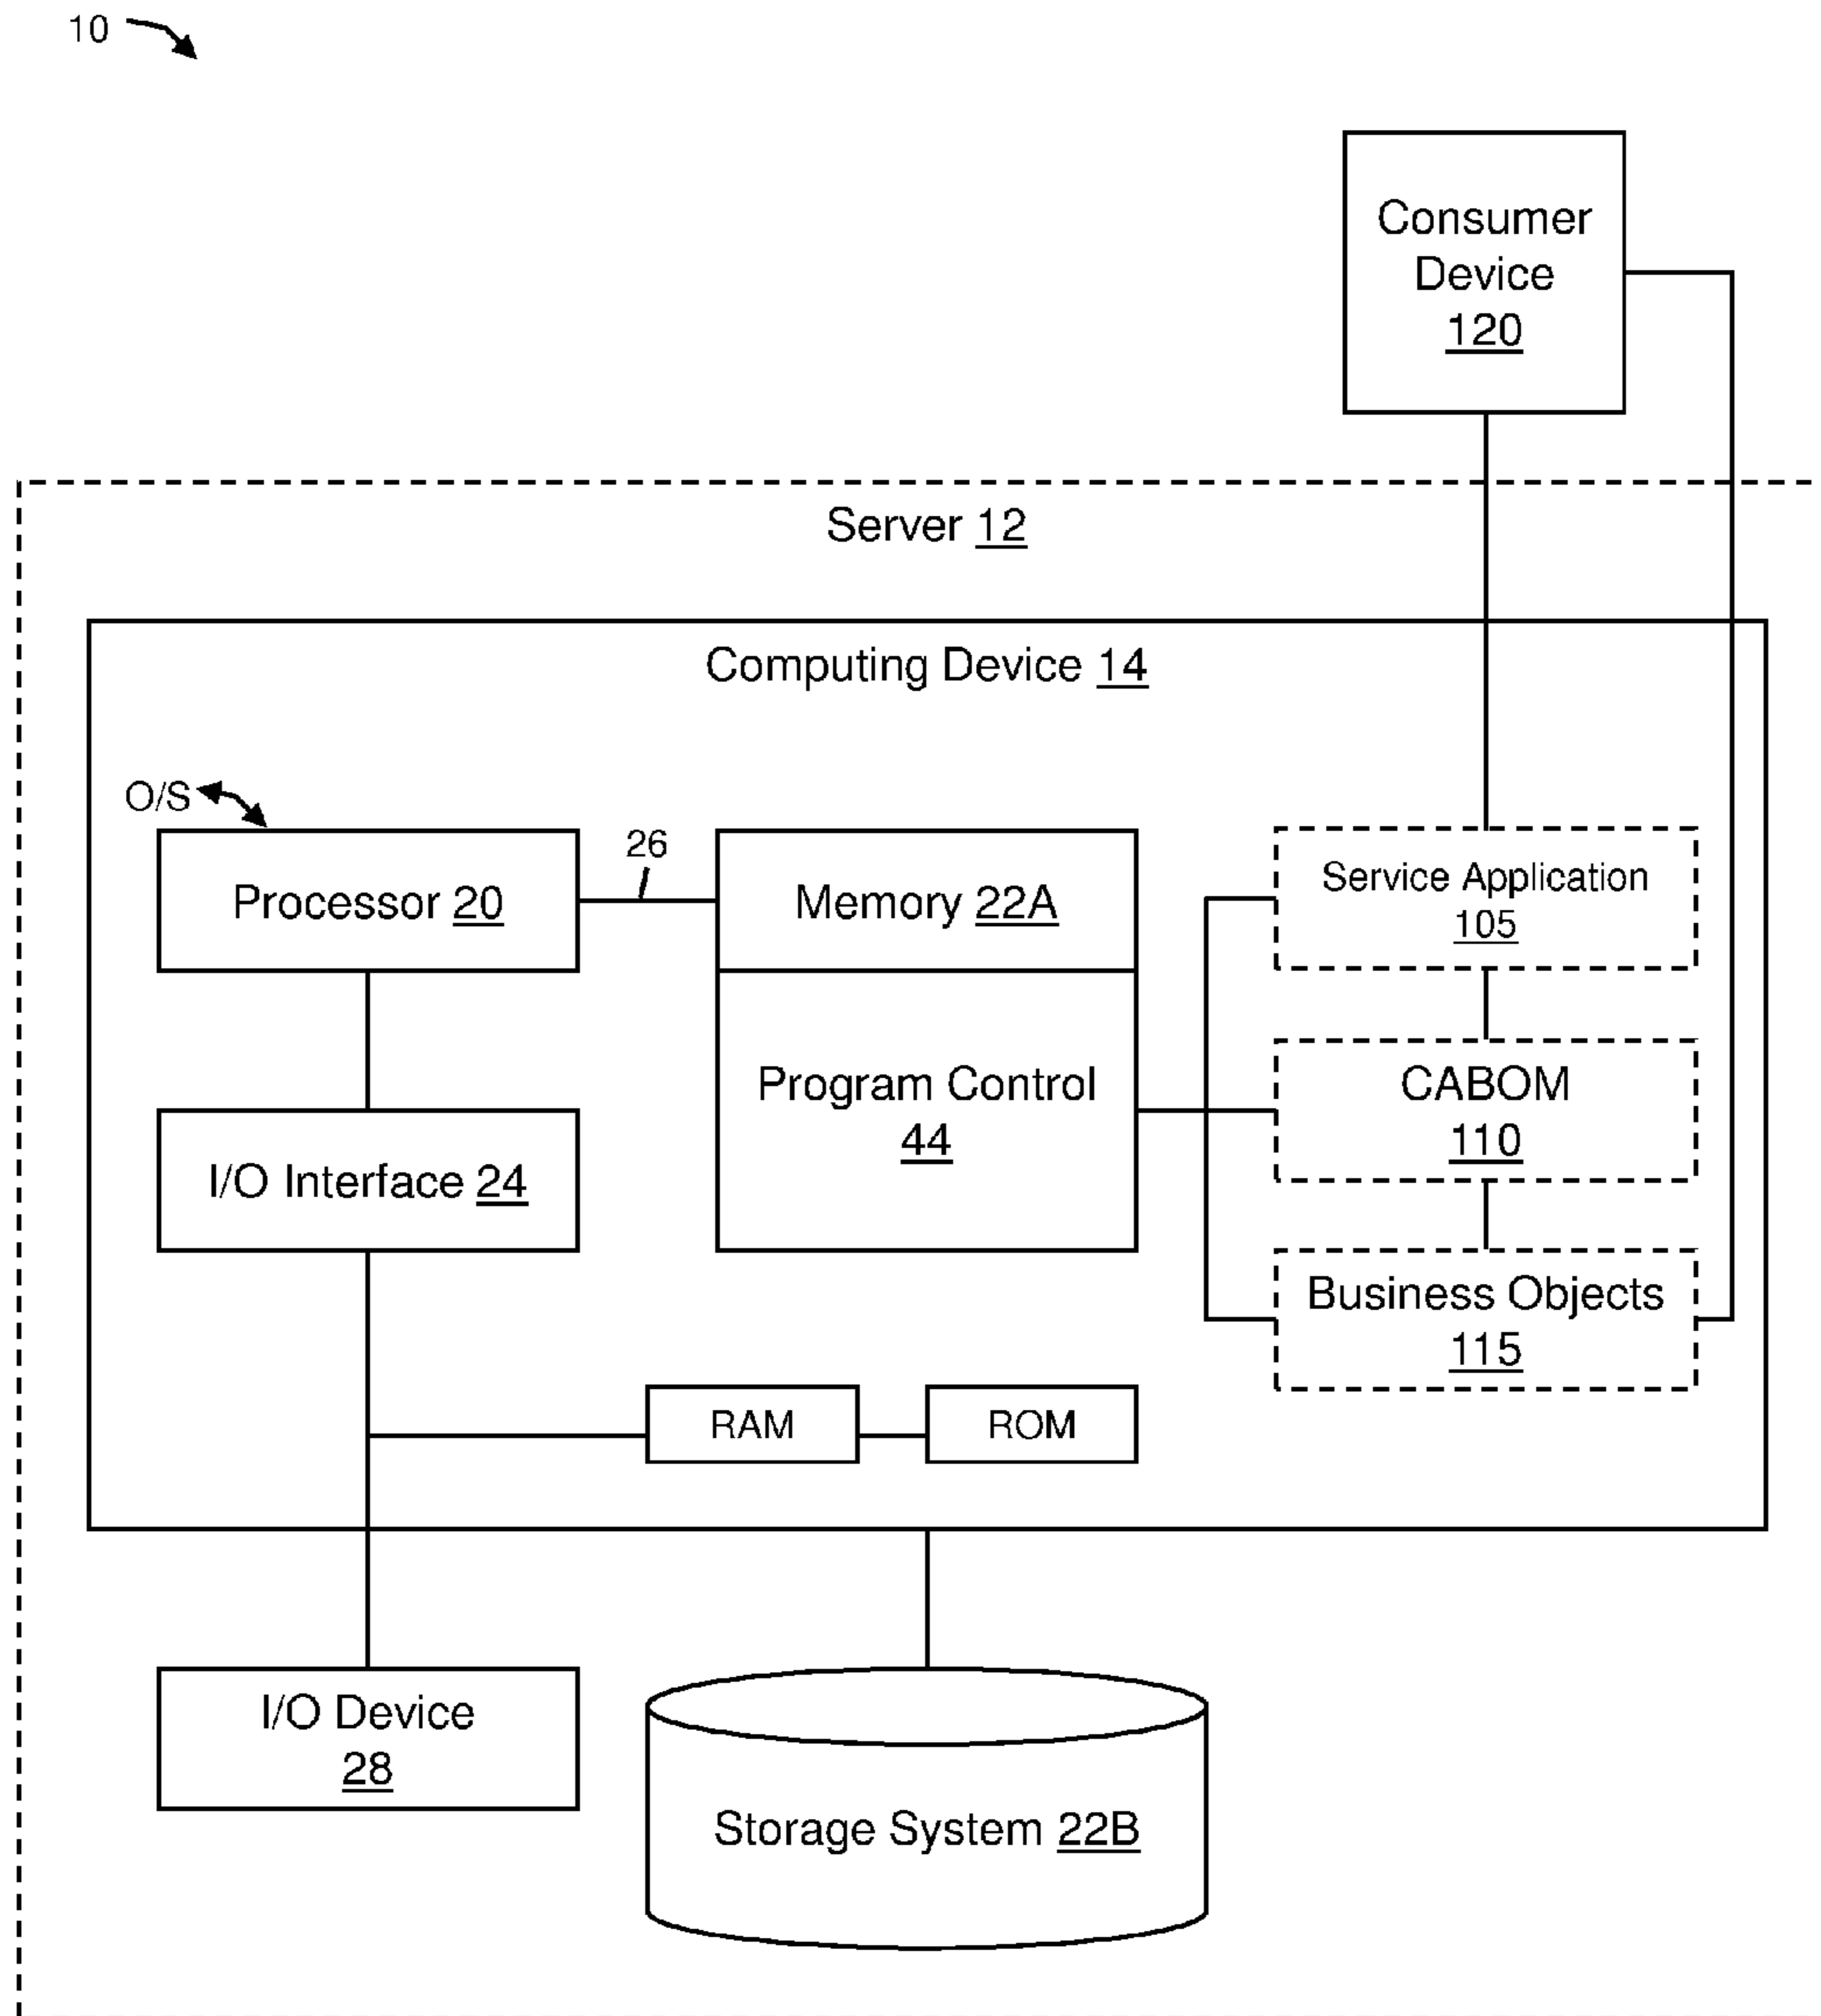 10
Consumer
Device
120
Server 12
Computing Device 14
O/S
26
Processor 20
Memory 22A
Service Application
105
Program Control
44
CABOM
110
I/O Interface 24
Business Objects
115
RAM
ROM
I/O Device
28
Storage System 22B